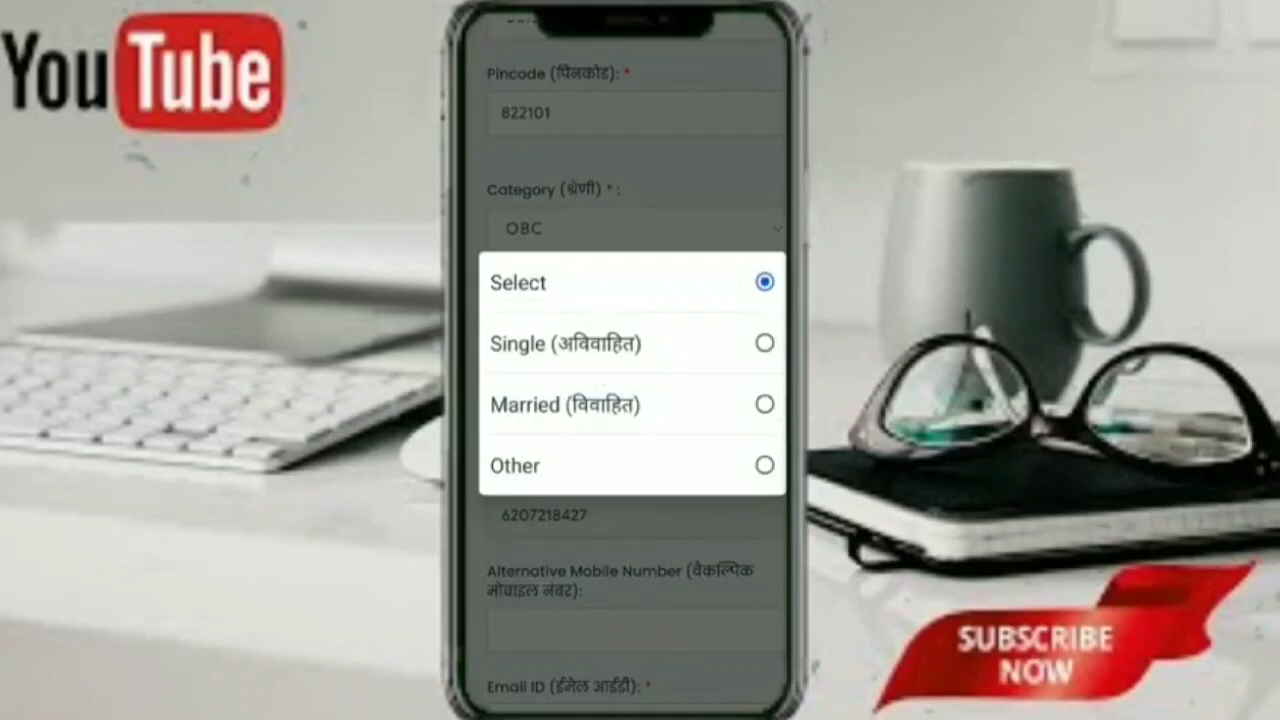 YouTube
Pincode (पिनकोड): *
822101
Category (श्रेणी) * :
OBC
Select
Single (अविवाहित)
Married (विवाहित)
Other
6207218427
Alternative Mobile Number (वैकल्पिक
मोबाइल नंबर):
Email ID (ईमेल आईडी): *
SUBSCRIBE
NOW